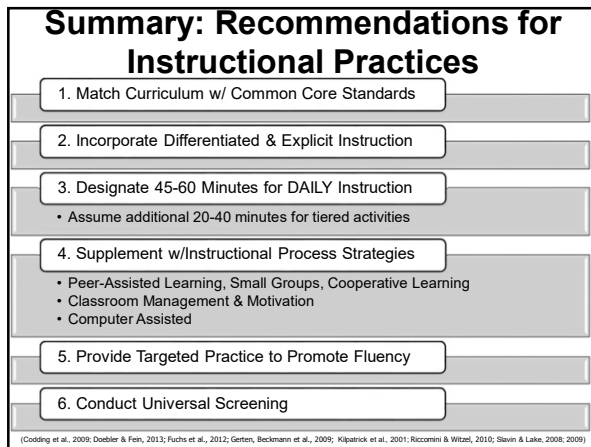 Summary: Recommendations for
Instructional Practices
1. Match Curriculum w/ Common Core Standards
2. Incorporate Differentiated & Explicit Instruction
3. Designate 45-60 Minutes for DAILY Instruction
• Assume additional 20-40 minutes for tiered activities
4. Supplement w/Instructional Process Strategies
• Peer-Assisted Learning, Small Groups, Cooperative Learning
• Classroom Management & Motivation
• Computer Assisted
5. Provide Targeted Practice to Promote Fluency
6. Conduct Universal Screening
(Codding et al., 2009; Doebler & Fein, 2013; Fuchs et al., 2012; Gerten, Beckmann et al., 2009; Kilpatrick et al., 2001; Riccomini & Witzel, 2010; Slavin & Lake, 2008; 2009)